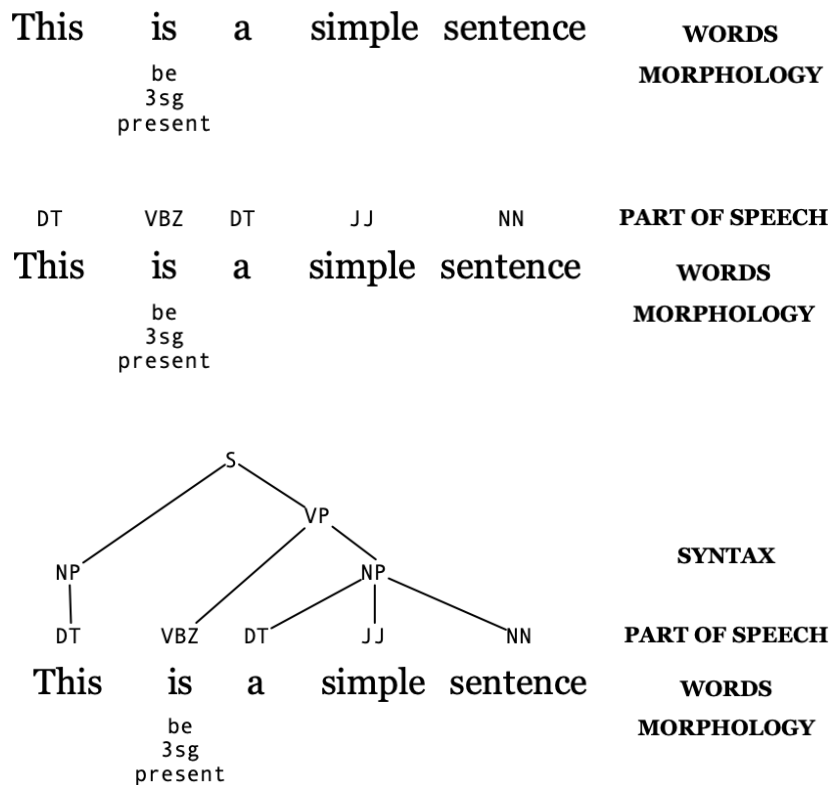 This is a simple sentence WORDS
be MORPHOLOGY
3sg
present
DT VBZ DT JJ NN PART OF SPEECH
This is a simple sentence WORDS
be MORPHOLOGY
3sg
present
S
VP
SYNTAX
NP NP
DT VBZ DT JJ NN PART OF SPEECH
This is a simple sentence WORDS
be MORPHOLOGY
3sg
present